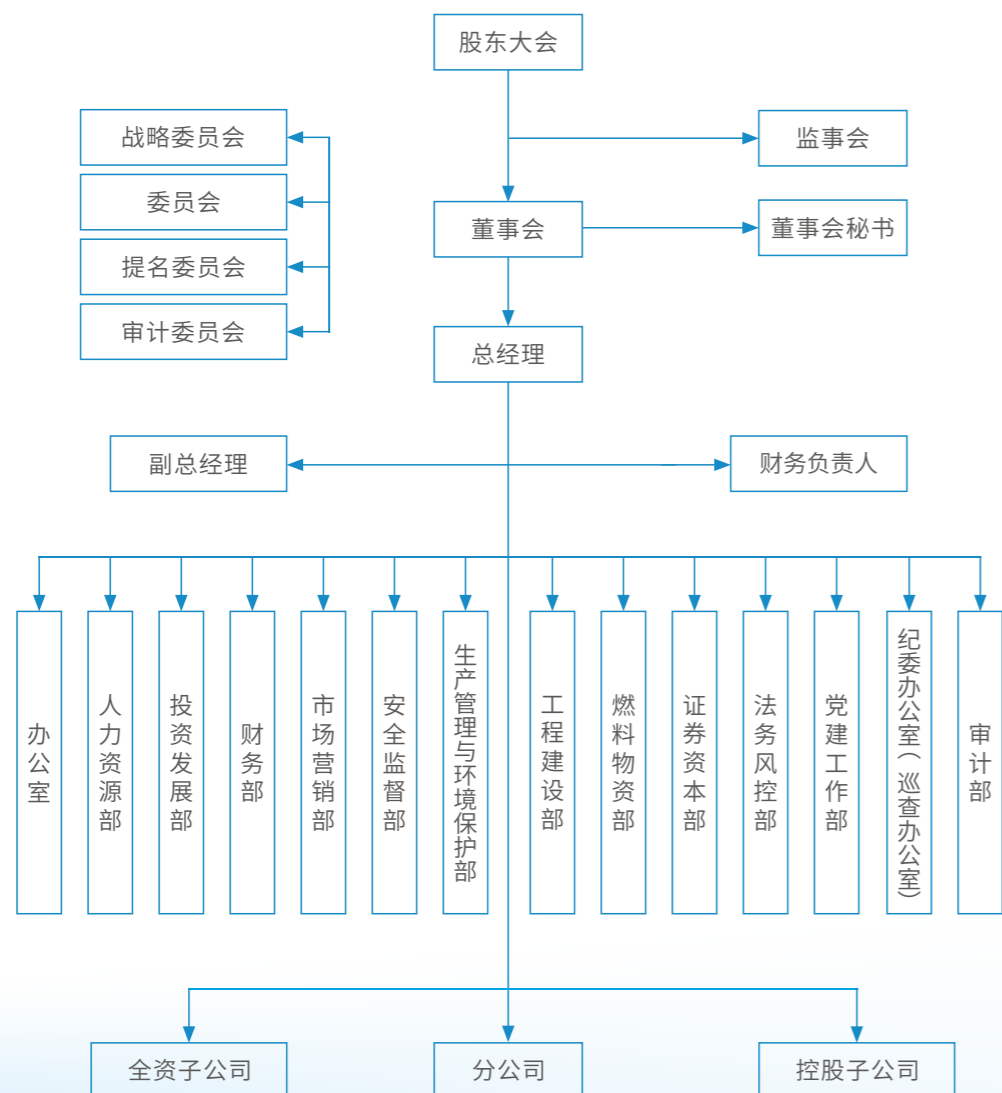 股东大会
战略委员会
监事会
委员会
董事会
董事会秘书
提名委员会
审计委员会
总经理
副总经理
财务负责人
办公室
人力资源部
投资发展部
财务部
市场营销部
安全监督部
生产管理与环境保护部
工程建设部
燃料物资部
证券资本部
法务风控部
党建工作部
纪委办公室（巡查办公室）
审计部
全资子公司
分公司
控股子公司